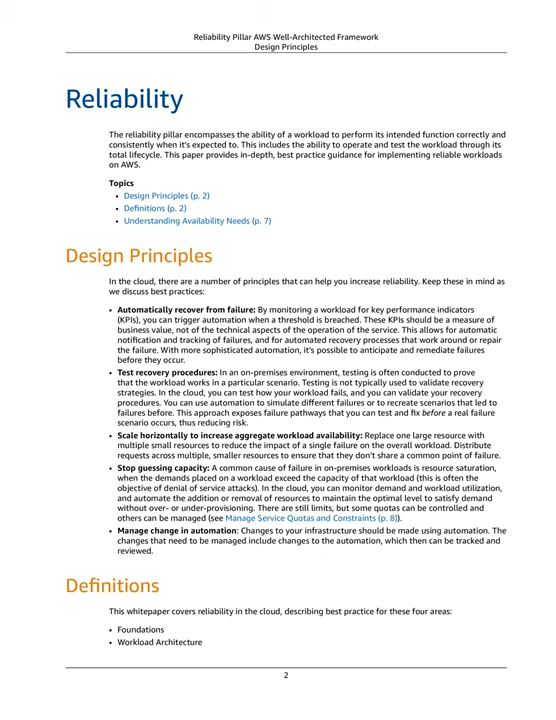 Reliability Pillar AWS Well-Architected Framework
Design Principles
Reliability
The reliability pillar encompasses the ability of a workload to perform its intended function correctly and
consistently when it's expected to. This includes the ability to operate and test the workload through its
total lifecycle. This paper provides in-depth, best practice guidance for implementing reliable workloads
on AWS.
Topics
• Design Principles (p. 2)
• Definitions (p. 2)
• Understanding Availability Needs (p. 7)
Design Principles
In the cloud, there are a number of principles that can help you increase reliability. Keep these in mind as
we discuss best practices:
• Automatically recover from failure: By monitoring a workload for key performance indicators
(KPIs), you can trigger automation when a threshold is breached. These KPIs should be a measure of
business value, not of the technical aspects of the operation of the service. This allows for automatic
notification and tracking of failures, and for automated recovery processes that work around or repair
the failure. With more sophisticated automation, it's possible to anticipate and remediate failures
before they occur.
• Test recovery procedures: In an on-premises environment, testing is often conducted to prove
that the workload works in a particular scenario. Testing is not typically used to validate recovery
strategies. In the cloud, you can test how your workload fails, and you can validate your recovery
procedures. You can use automation to simulate different failures or to recreate scenarios that led to
failures before. This approach exposes failure pathways that you can test and fix before a real failure
scenario occurs, thus reducing risk.
• Scale horizontally to increase aggregate workload availability: Replace one large resource with
multiple small resources to reduce the impact of a single failure on the overall workload. Distribute
requests across multiple, smaller resources to ensure that they don't share a common point of failure.
• Stop guessing capacity: A common cause of failure in on-premises workloads is resource saturation,
when the demands placed on a workload exceed the capacity of that workload (this is often the
objective of denial of service attacks). In the cloud, you can monitor demand and workload utilization,
and automate the addition or removal of resources to maintain the optimal level to satisfy demand
without over- or under-provisioning. There are still limits, but some quotas can be controlled and
others can be managed (see Manage Service Quotas and Constraints (p. 8)).
• Manage change in automation: Changes to your infrastructure should be made using automation. The
changes that need to be managed include changes to the automation, which then can be tracked and
reviewed.
Definitions
This whitepaper covers reliability in the cloud, describing best practice for these four areas:
• Foundations
• Workload Architecture
2